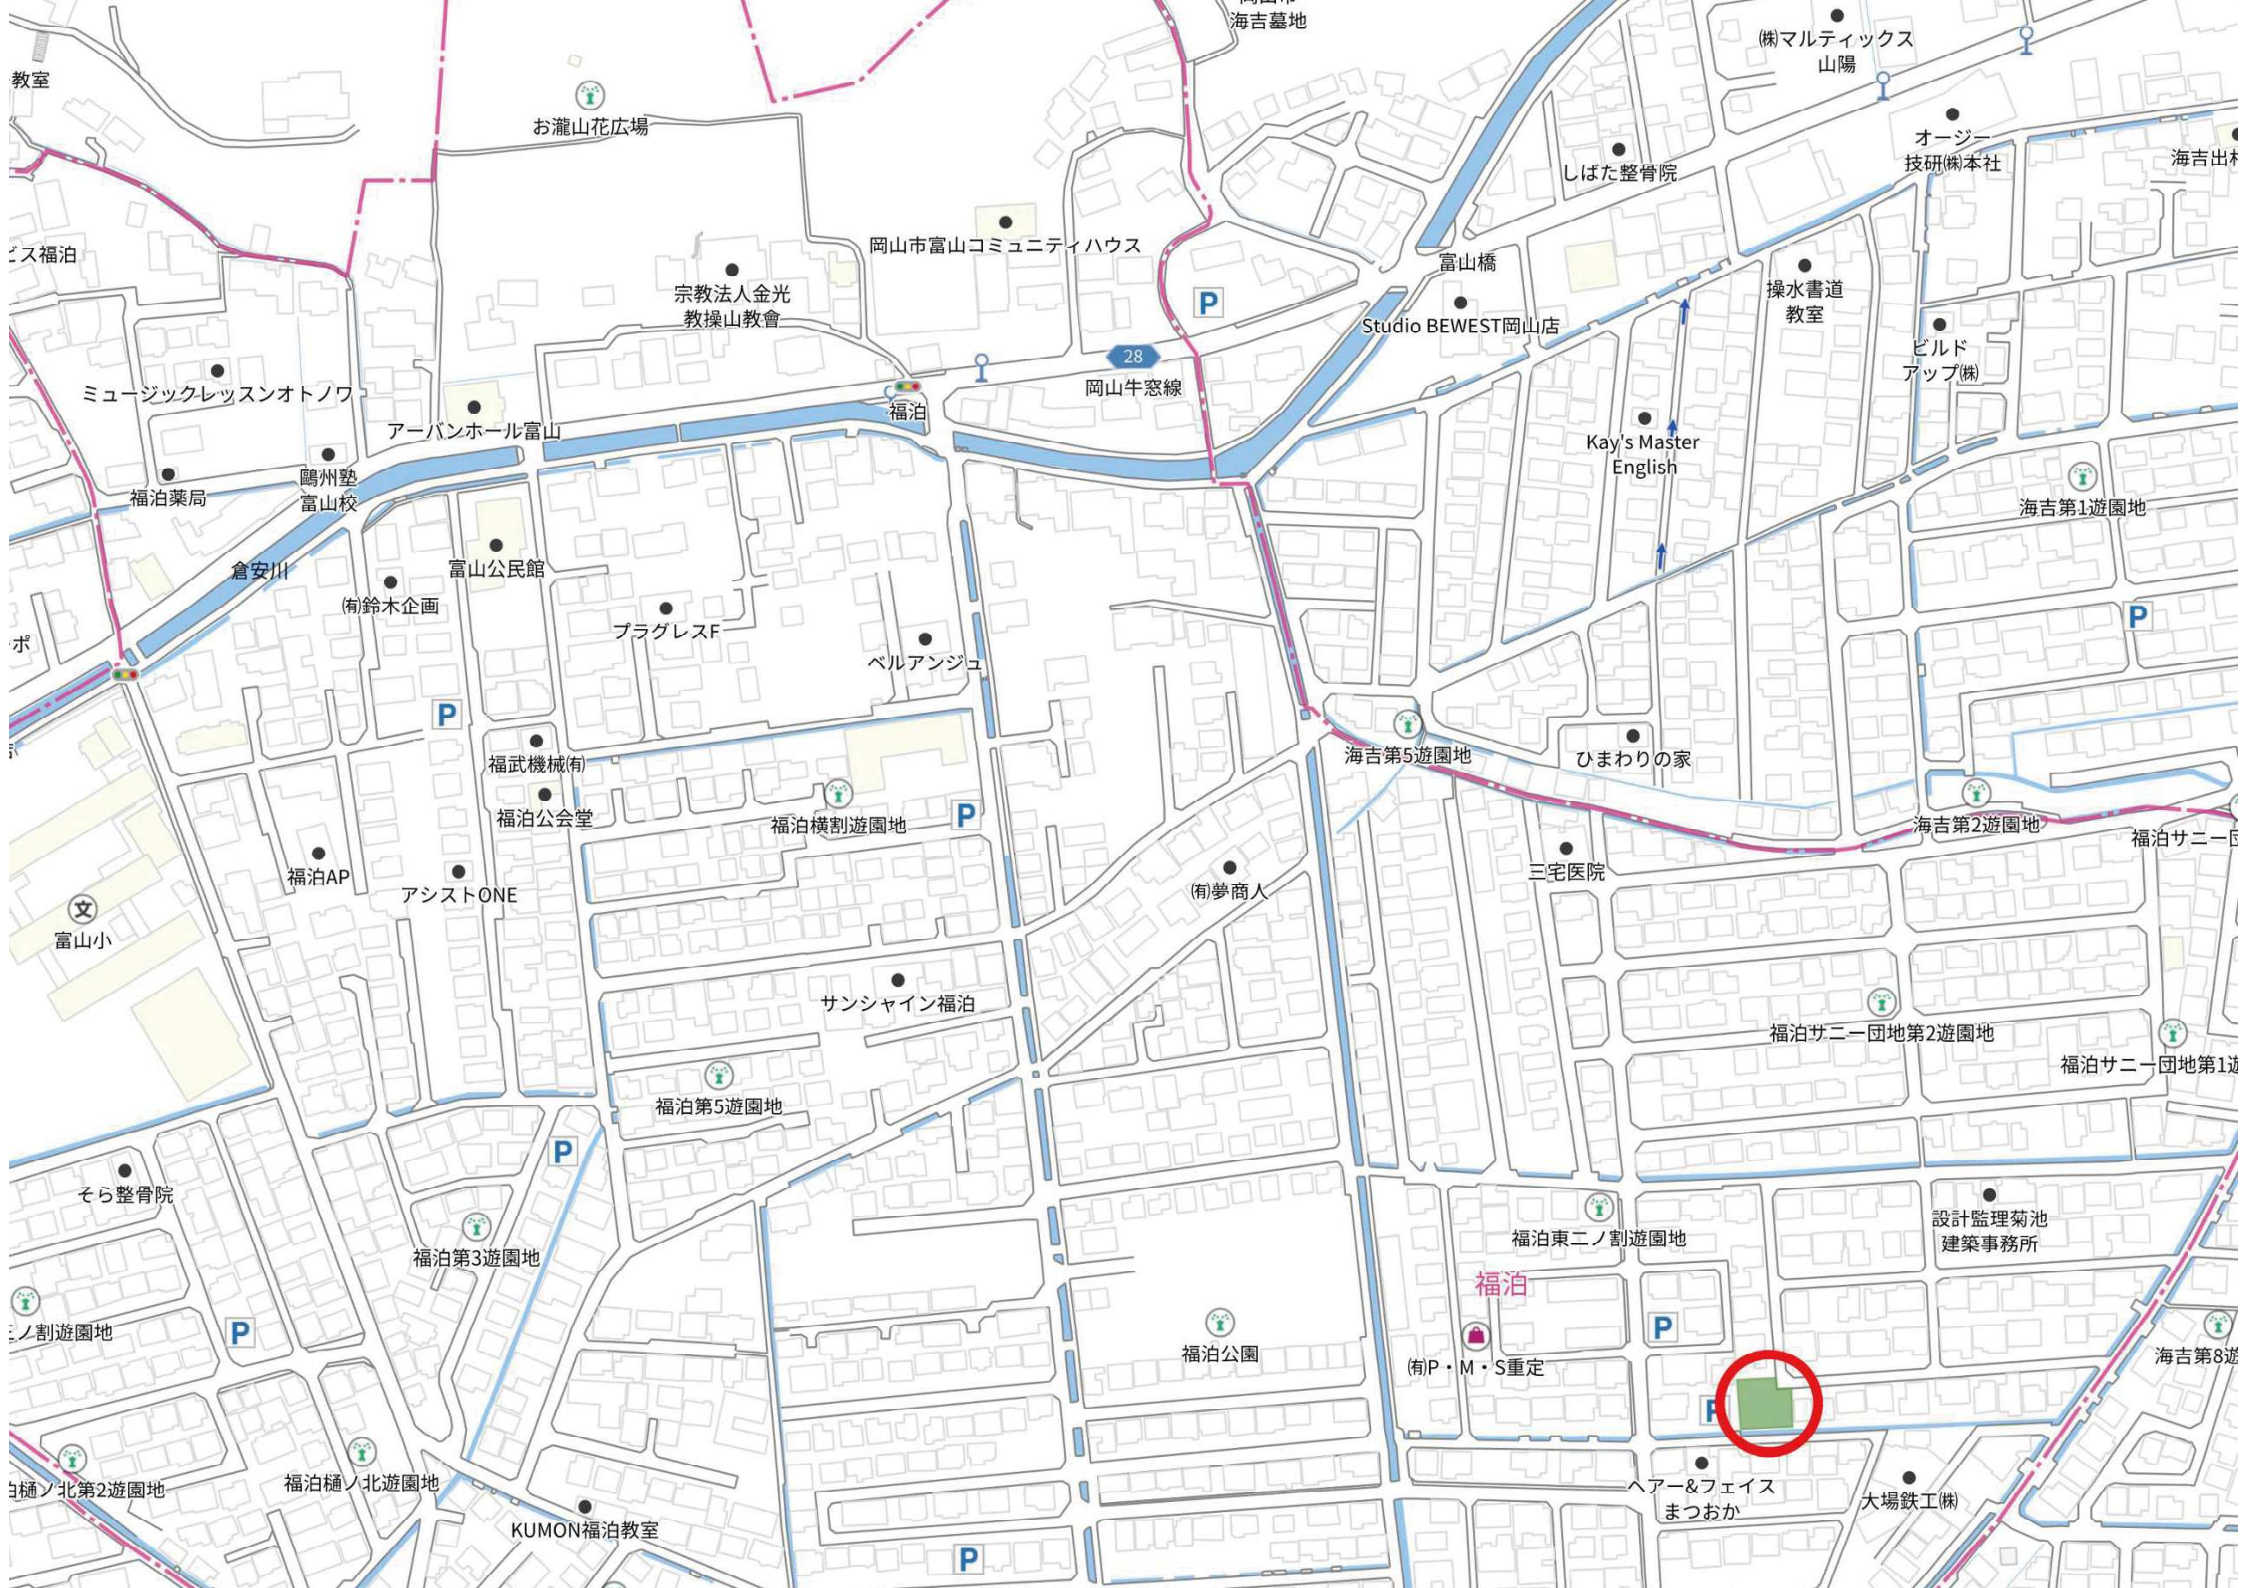 海吉墓地
㈱マルティックス
山陽
教室
お瀧山花広場
オージー
技研㈱本社
しばた整骨院
岡山市富山コミュニティハウス
ビス福泊
富山橋
宗教法人金光
教操山教會
操水書道
教室
Studio BEWEST岡山店
ビルド
アップ㈱
28
岡山牛窓線
ミュージックレッスンオトノワ
福泊
アーバンホール富山
Kay's Master
English
鷗州塾
富山校
福泊薬局
海吉第1遊園地
倉安川
富山公民館
㈲鈴木企画
プラグレスF
P
ベルアンジュ
P
P
海吉第5遊園地
ひまわりの家
福武機械㈲
福泊公会堂
福泊横割遊園地
P
海吉第2遊園地
福泊サニー団
福泊AP
アシストONE
㈲夢商人
三宅医院
文
富山小
サンシャイン福泊
福泊サニー団地第2遊園地
福泊サニー団地第1遊
福泊第5遊園地
P
そら整骨院
福泊第3遊園地
福泊東二ノ割遊園地
設計監理菊池
建築事務所
福泊
ノ割遊園地
P
福泊公園
P
㈲P・M・S重定
海吉第8遊
P
樋ノ北第2遊園地
福泊樋ノ北遊園地
ヘアー&フェイス
まつおか
大場鉄工㈱
KUMON福泊教室
P